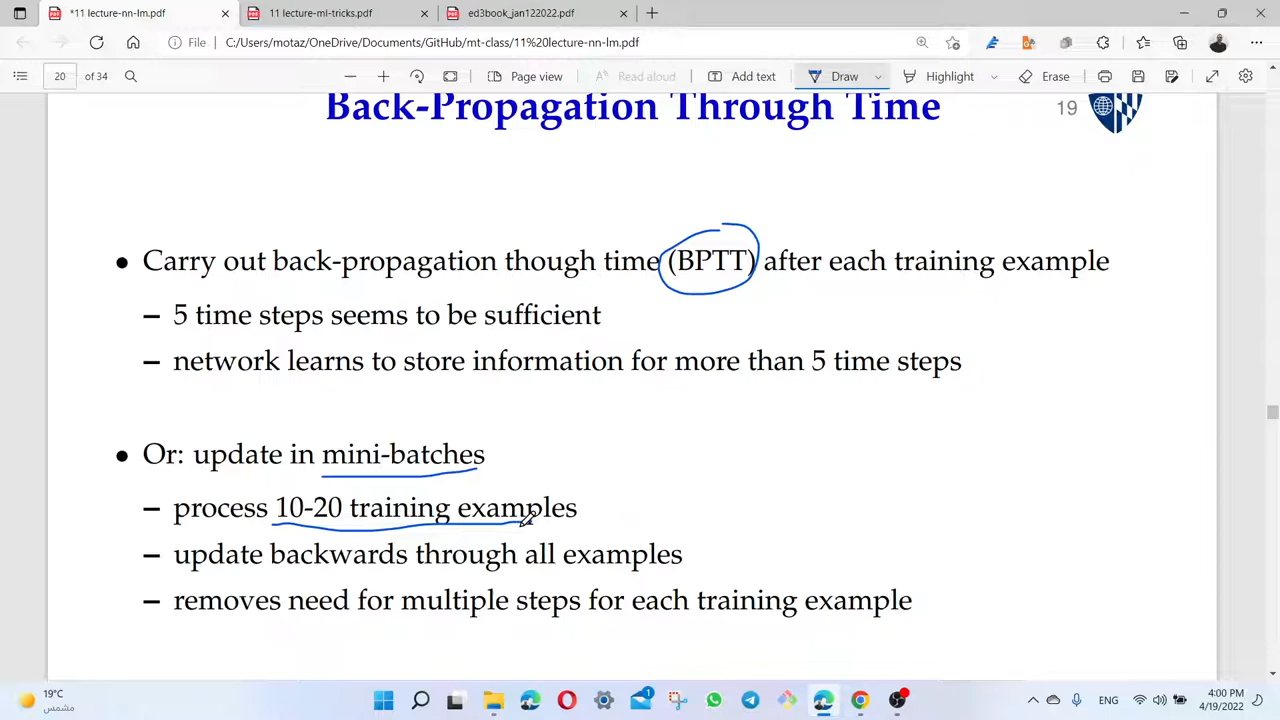 *11 lecture-nn-lm.pdf
11 lecture-ml-tricks.pdf
ed3book_jan122022.pdf
File
C:/Users/motaz/OneDrive/Documents/GitHub/mt-class/11%20lecture-nn-lm.pdf
20 of 34
Page view
Read aloud
Add text
Draw
Highlight
Erase
Back-Propagation Through Time
19
• Carry out back-propagation though time (BPTT) after each training example
– 5 time steps seems to be sufficient
– network learns to store information for more than 5 time steps
• Or: update in mini-batches
– process 10-20 training examples
– update backwards through all examples
– removes need for multiple steps for each training example
19°C
مشمس
1
ENG
4:00 PM
4/19/2022